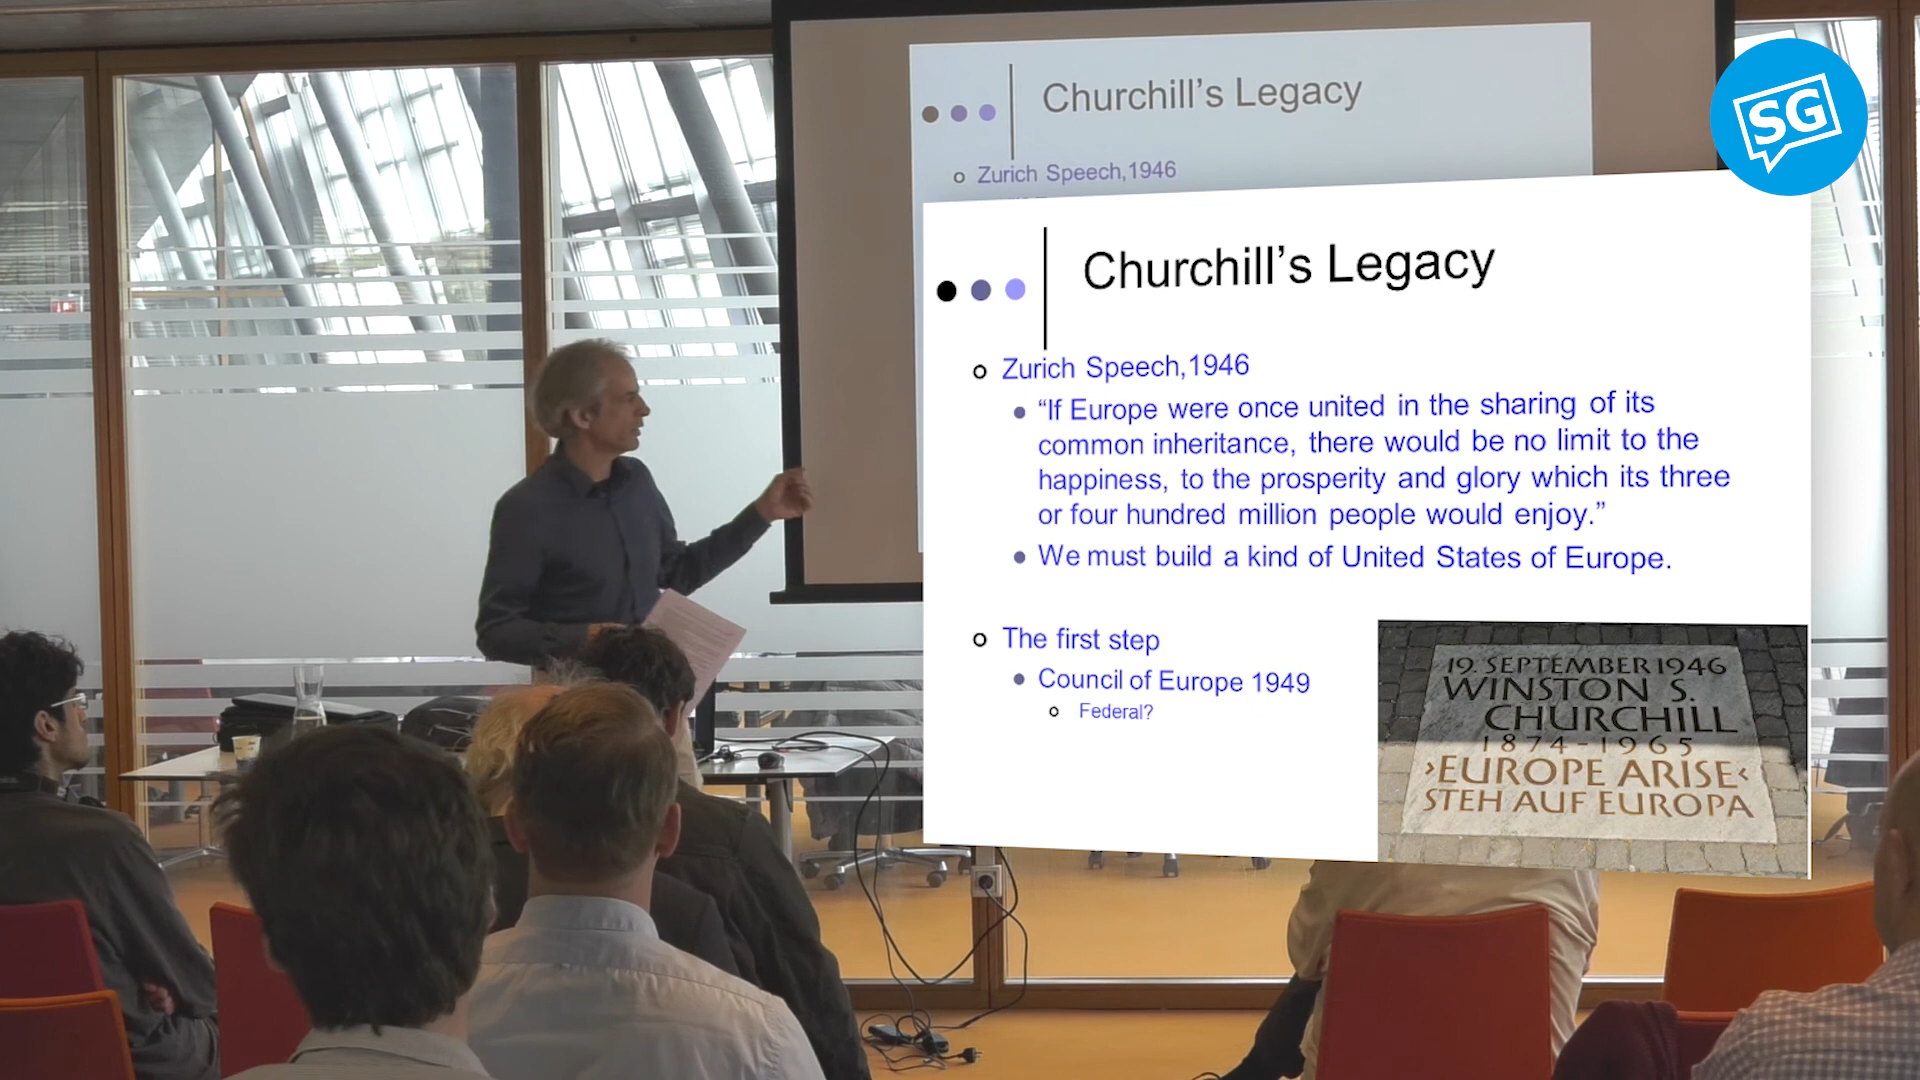 Churchill's Legacy
Zurich Speech,1946
SG
Churchill's Legacy
Zurich Speech,1946
“If Europe were once united in the sharing of its
common inheritance, there would be no limit to the
happiness, to the prosperity and glory which its three
or four hundred million people would enjoy.”
We must build a kind of United States of Europe.
The first step
Council of Europe 1949
Federal?
19. SEPTEMBER 1946
WINSTON S.
CHURCHILL
1874-1965
›EUROPE ARISE‹
STEH AUF EUROPA